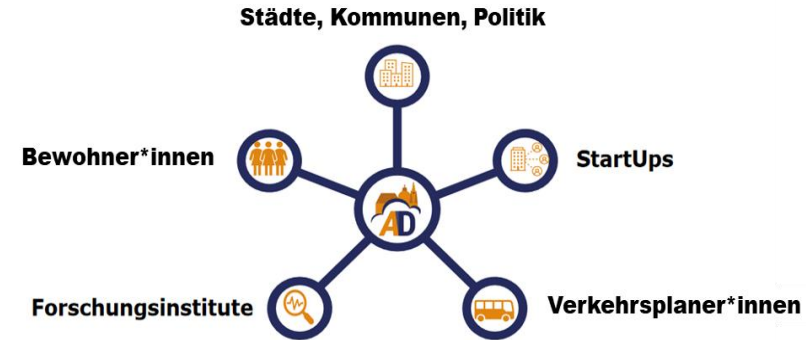 Städte, Kommunen, Politik
Bewohner*innen
StartUps
AD
Forschungsinstitute
Verkehrsplaner*innen